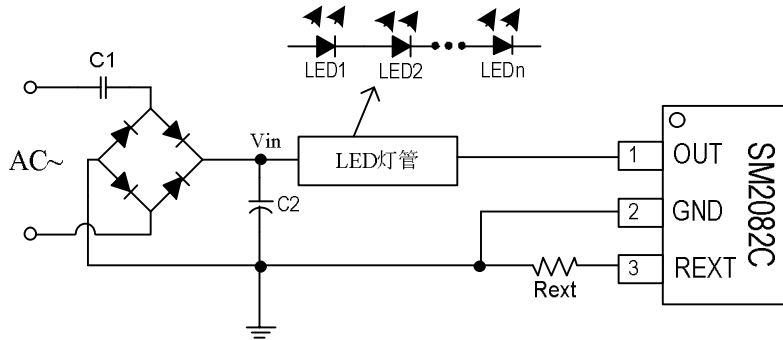 LED1
LED2
LEDn
C1
AC~
Vin
LED灯管
C2
1
OUT
2
GND
3
REXT
Rext
SM2082C